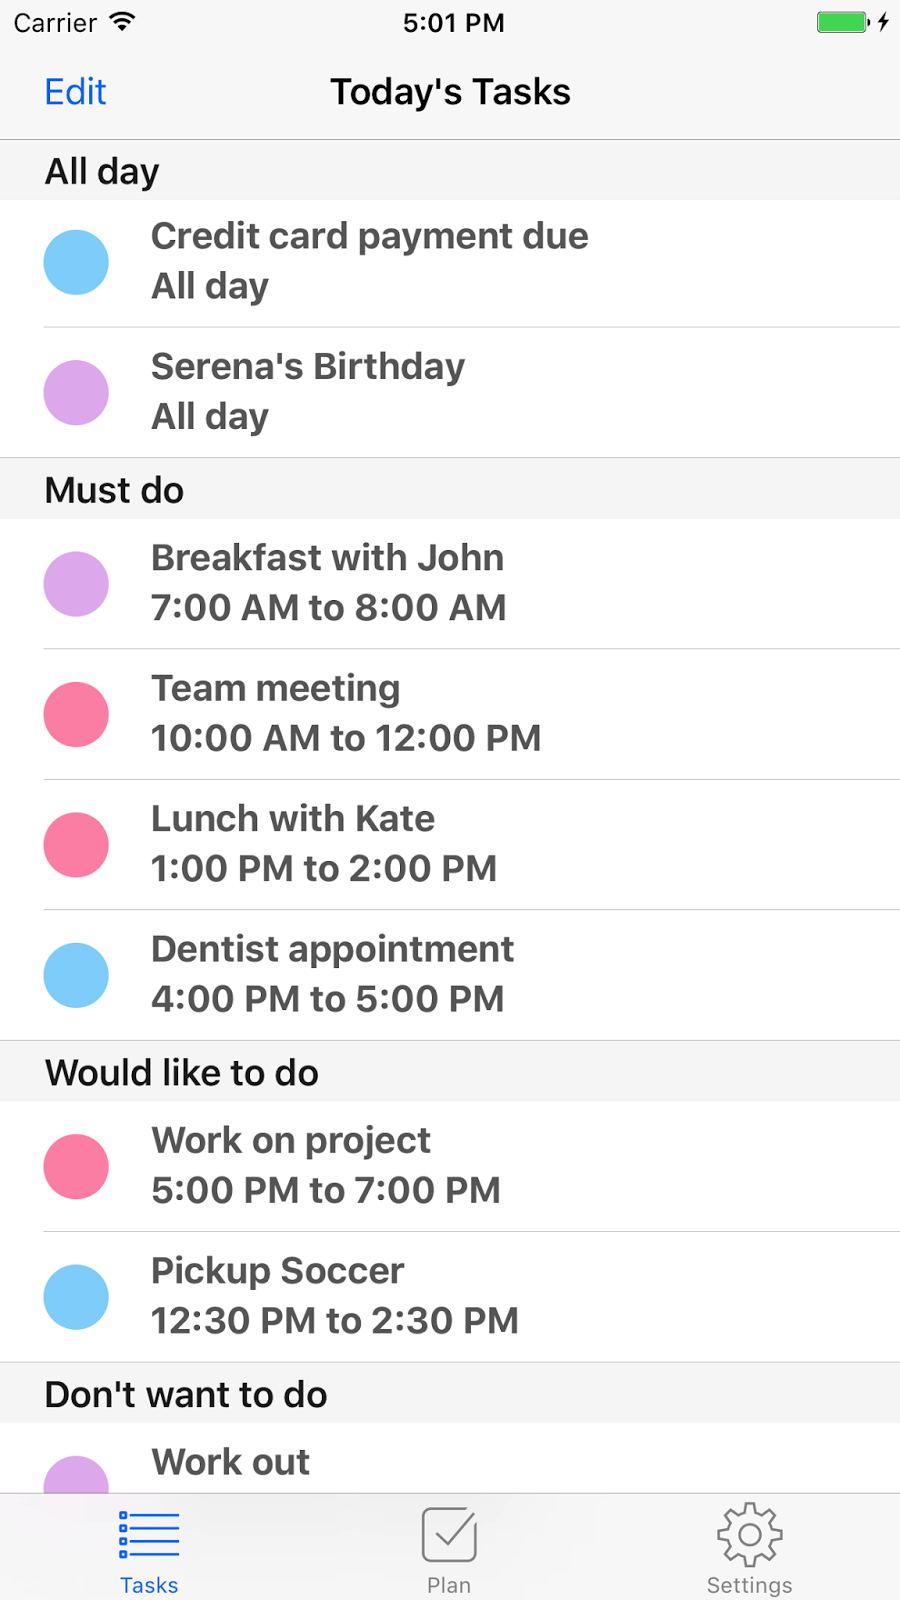 Carrier 5:01 PM
Edit Today's Tasks
All day
Credit card payment due
All day
Serena's Birthday
All day
Must do
Breakfast with John
7:00 AM to 8:00 AM
Team meeting
10:00 AM to 12:00 PM
Lunch with Kate
1:00 PM to 2:00 PM
Dentist appointment
4:00 PM to 5:00 PM
Would like to do
Work on project
5:00 PM to 7:00 PM
Pickup Soccer
12:30 PM to 2:30 PM
Don't want to do
Work out
Tasks Plan Settings